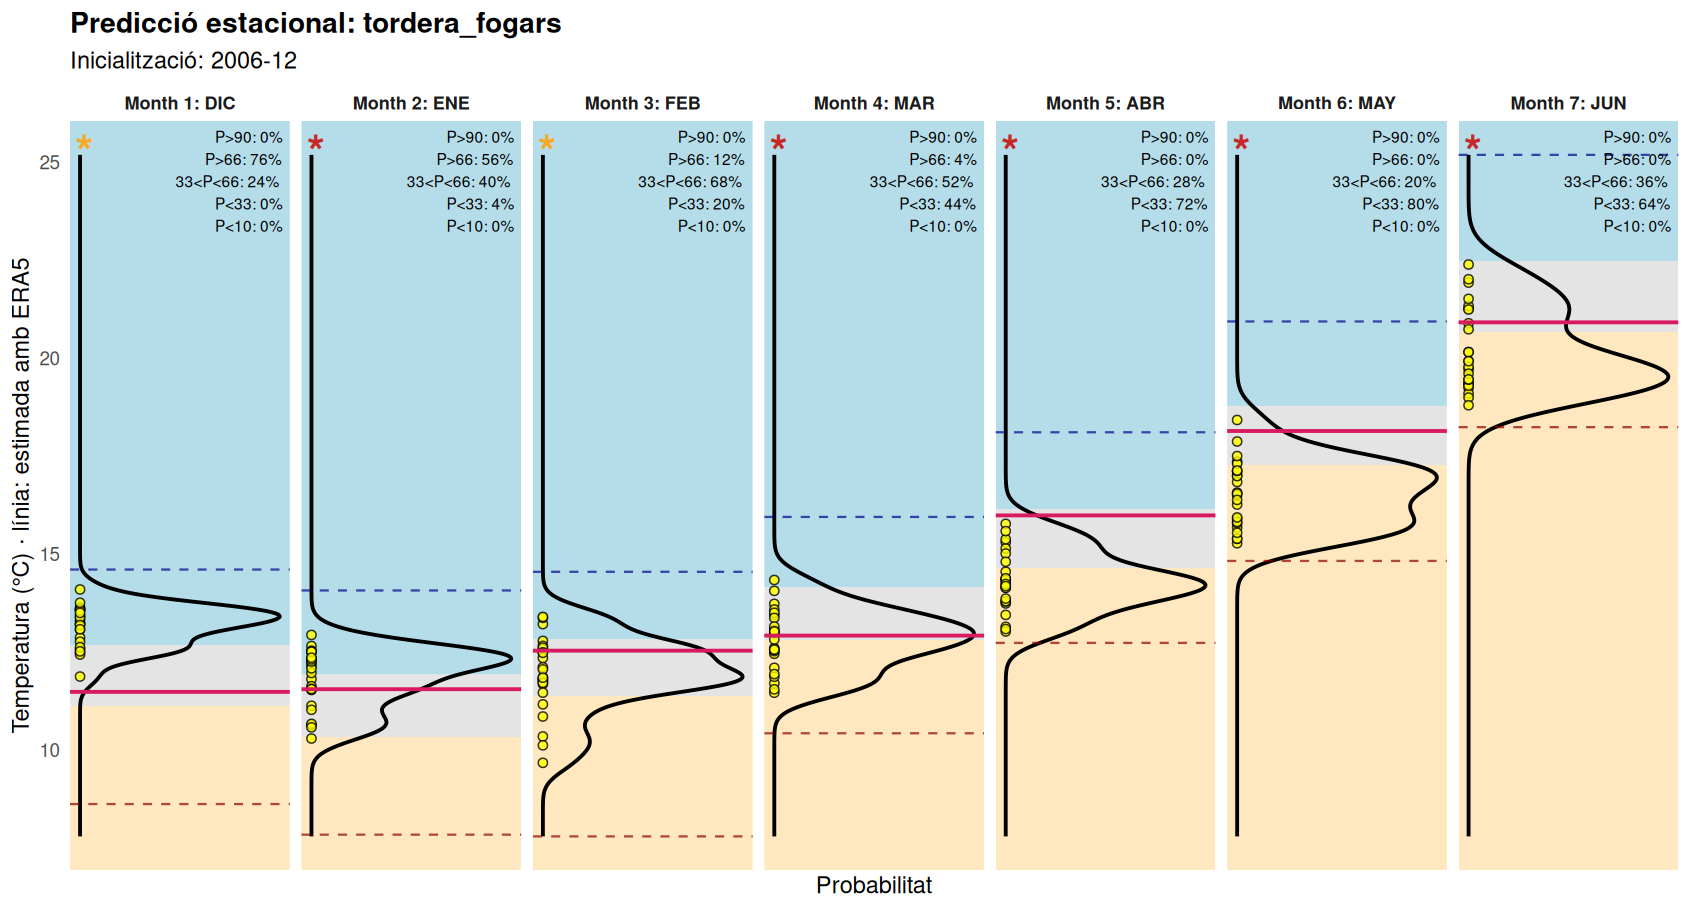 Predicció estacional: tordera_fogars
Inicialització: 2006-12
Month 1: DIC
P>90: 0%
P>66: 76%
33<P<66: 24%
P<33: 0%
P<10: 0%
Month 2: ENE
P>90: 0%
P>66: 56%
33<P<66: 40%
P<33: 4%
P<10: 0%
Month 3: FEB
P>90: 0%
P>66: 12%
33<P<66: 68%
P<33: 20%
P<10: 0%
Month 4: MAR
P>90: 0%
P>66: 4%
33<P<66: 52%
P<33: 44%
P<10: 0%
Month 5: ABR
P>90: 0%
P>66: 0%
33<P<66: 28%
P<33: 72%
P<10: 0%
Month 6: MAY
P>90: 0%
P>66: 0%
33<P<66: 20%
P<33: 80%
P<10: 0%
Month 7: JUN
P>90: 0%
P>66: 0%
33<P<66: 36%
P<33: 64%
P<10: 0%
Temperatura (°C) · línia: estimada amb ERA5
25
20
15
10
Probabilitat